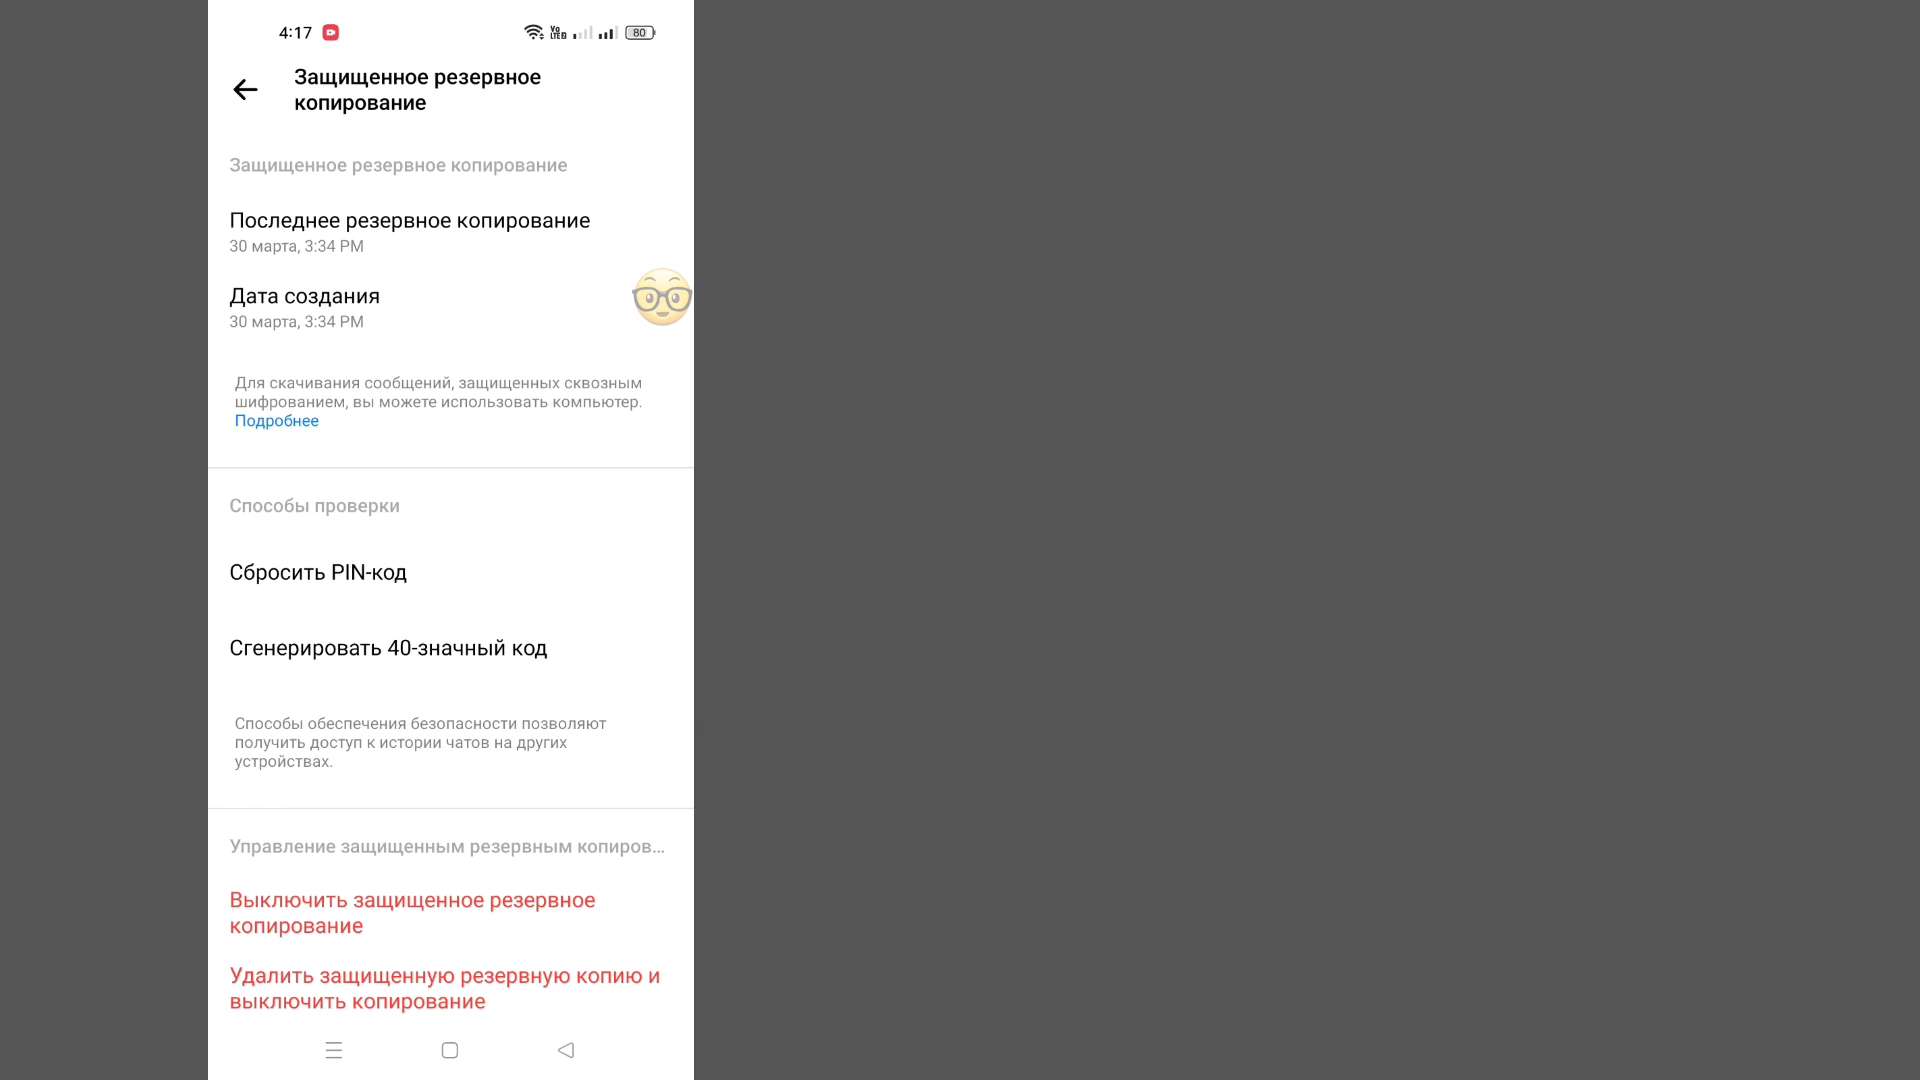 4:17
80
Защищенное резервное
копирование
Защищенное резервное копирование
Последнее резервное копирование
30 марта, 3:34 PM
Дата создания
30 марта, 3:34 PM
Для скачивания сообщений, защищенных сквозным
шифрованием, вы можете использовать компьютер.
Подробнее
Способы проверки
Сбросить PIN-код
Сгенерировать 40-значный код
Способы обеспечения безопасности позволяют
получить доступ к истории чатов на других
устройствах.
Управление защищенным резервным копиров...
Выключить защищенное резервное
копирование
Удалить защищенную резервную копию и
выключить копирование